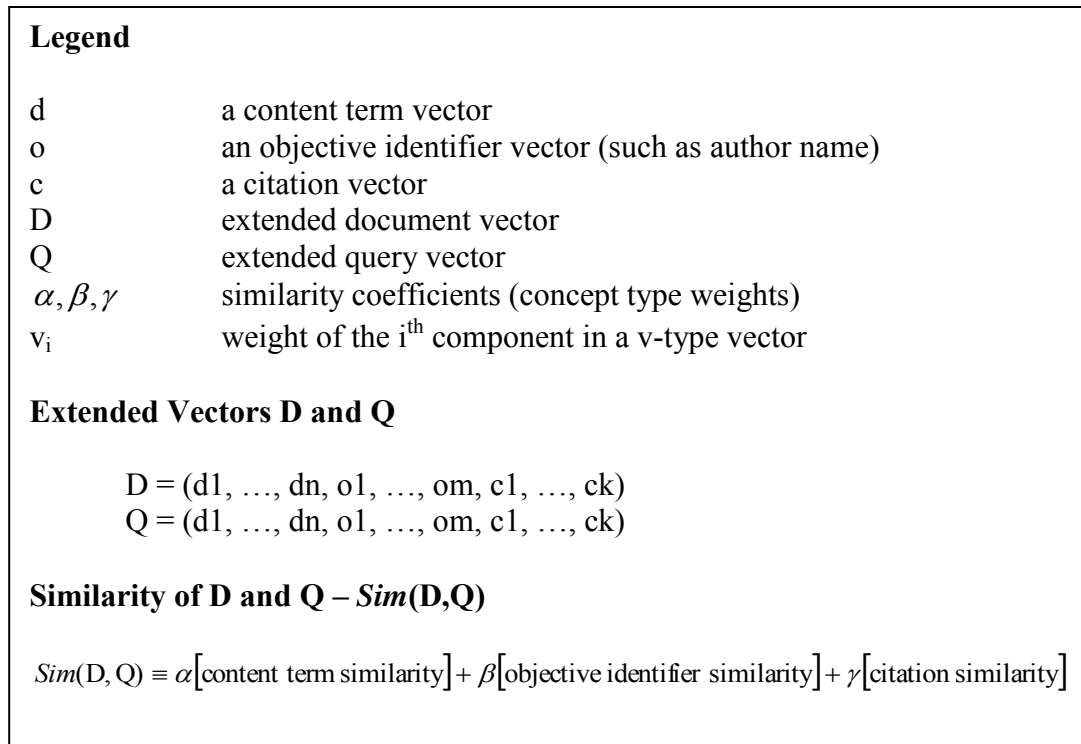 Legend
d a content term vector
o an objective identifier vector (such as author name)
c a citation vector
D extended document vector
Q extended query vector
α, β, γ similarity coefficients (concept type weights)
vᵢ weight of the iᵗʰ component in a v-type vector
Extended Vectors D and Q
D = (d1, …, dn, o1, …, om, c1, …, ck)
Q = (d1, …, dn, o1, …, om, c1, …, ck)
Similarity of D and Q – Sim(D,Q)
Sim(D, Q) ≡ α[content term similarity] + β[objective identifier similarity] + γ[citation similarity]